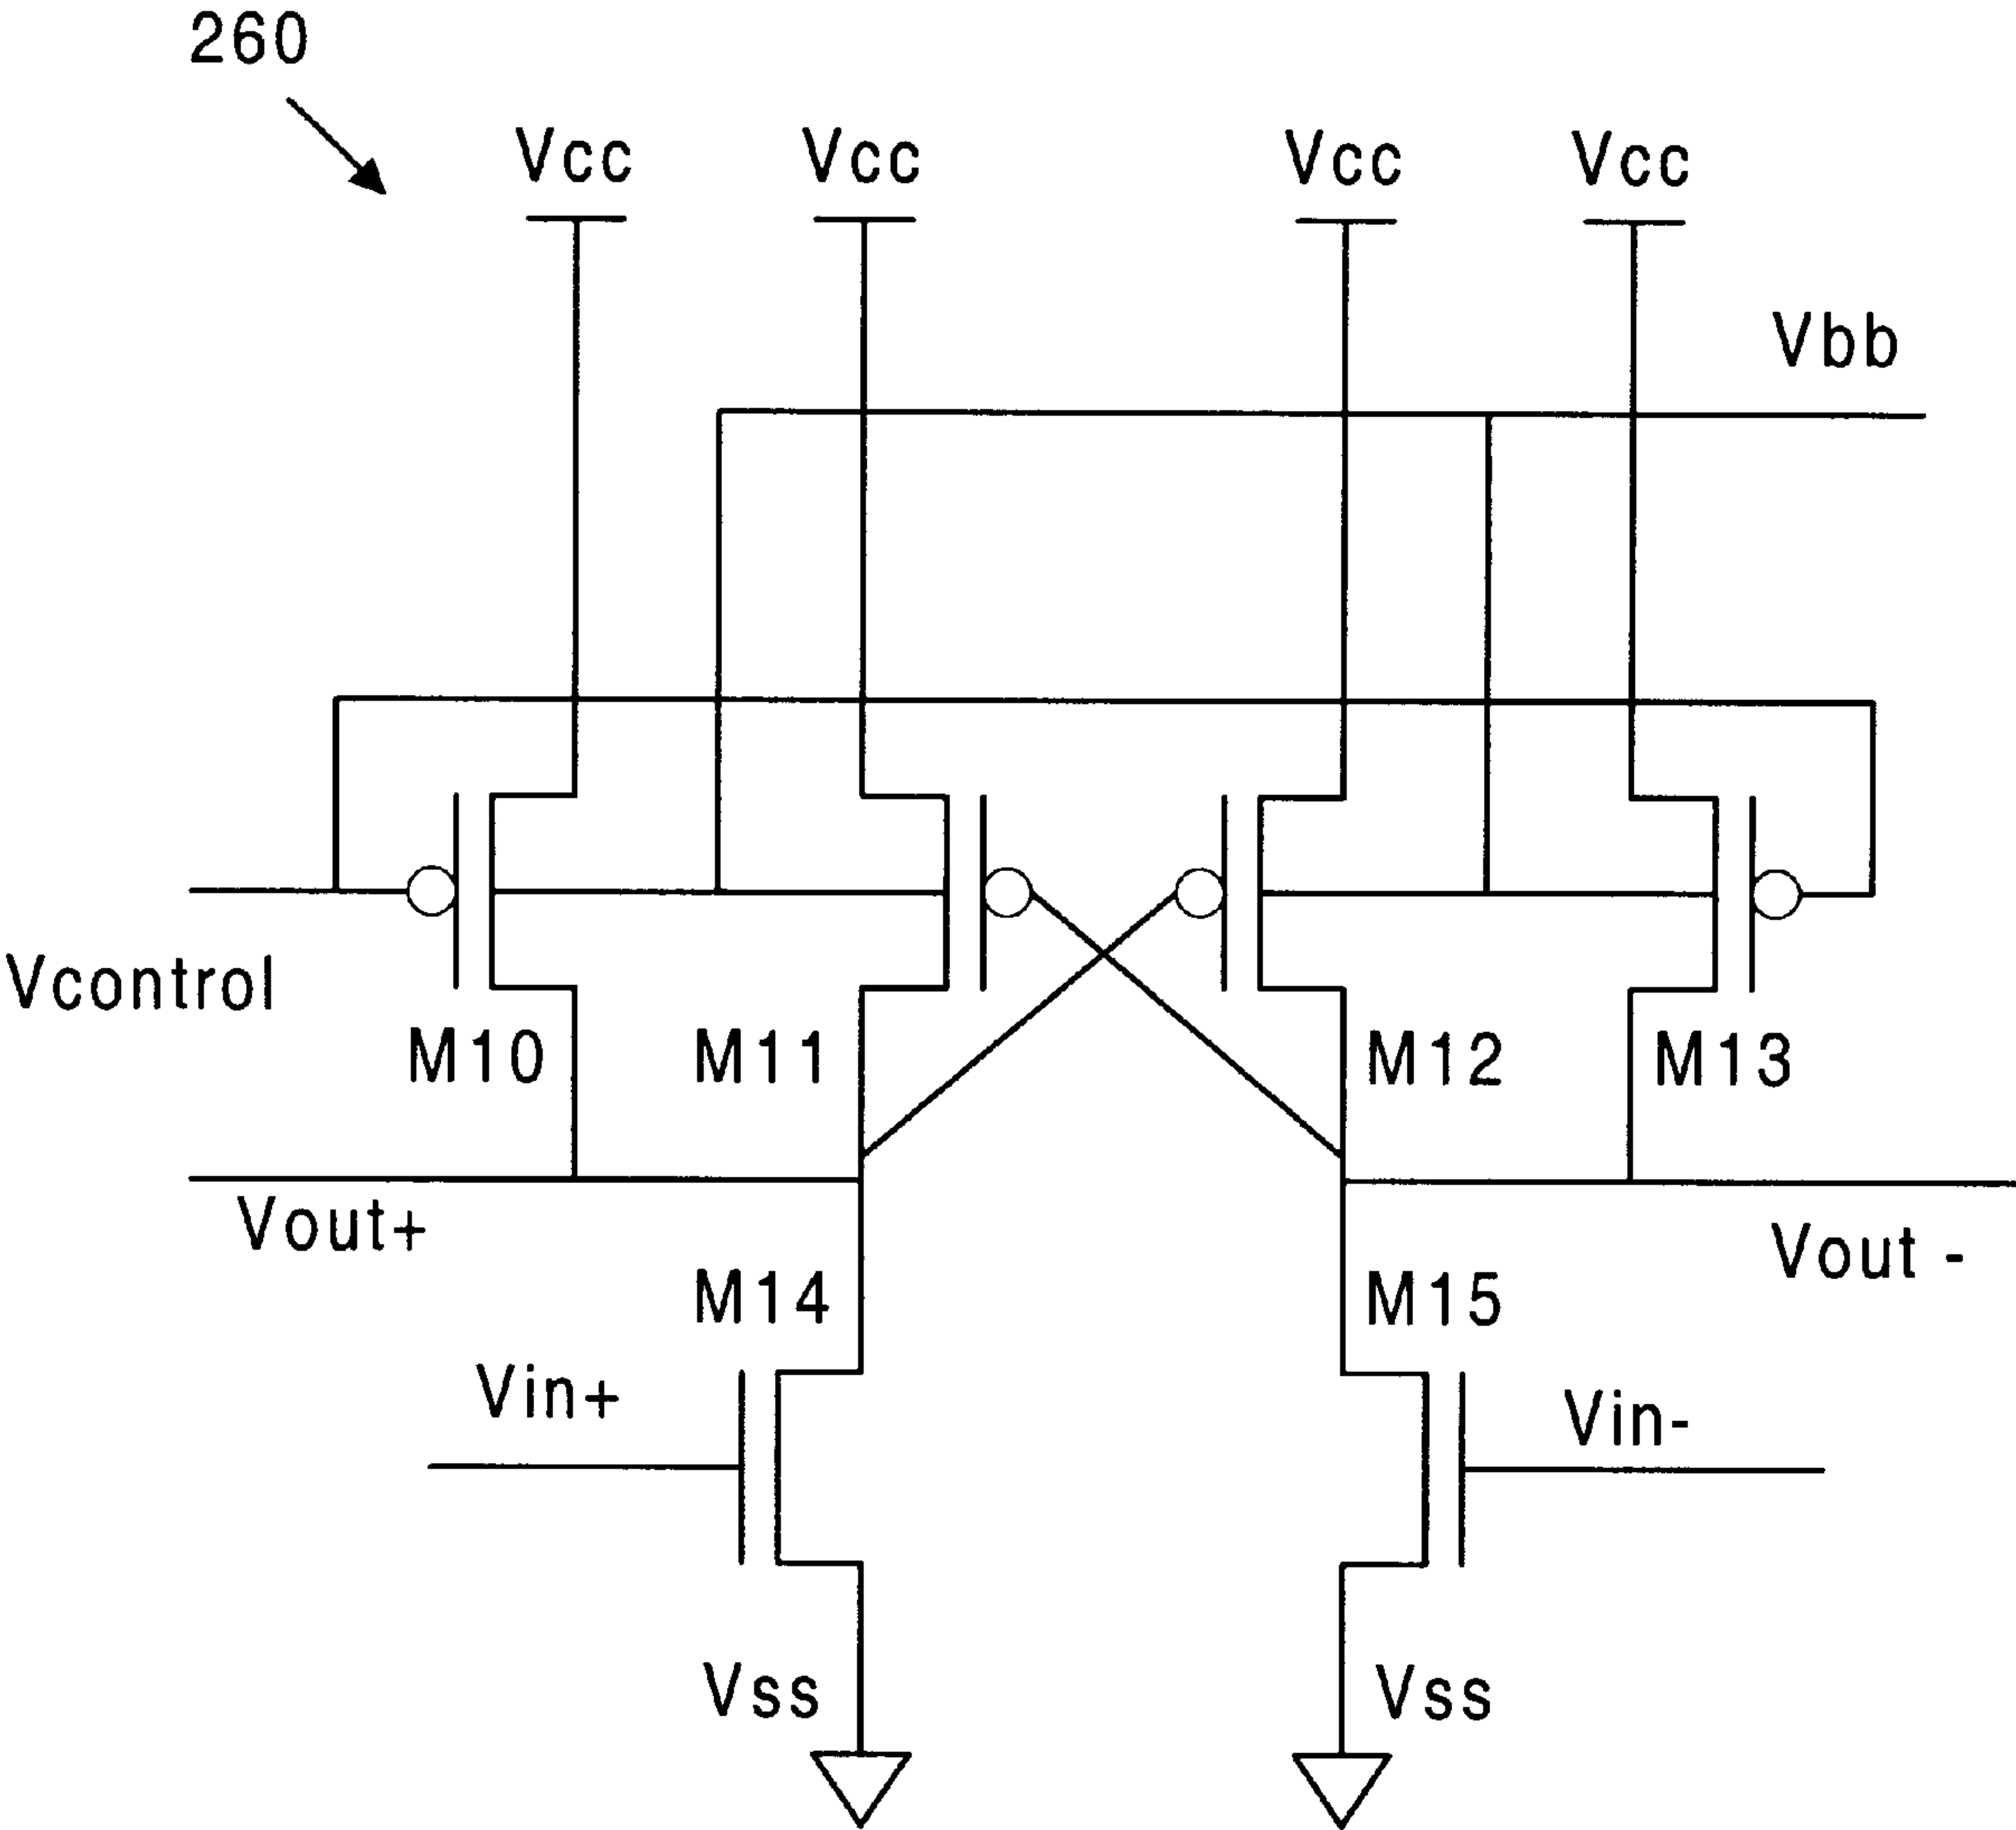 260
Vcc Vcc Vcc Vcc
Vbb
Vcontrol
M10 M11 M12 M13
Vout+
Vout -
M14 M15
Vin+
Vin-
Vss Vss